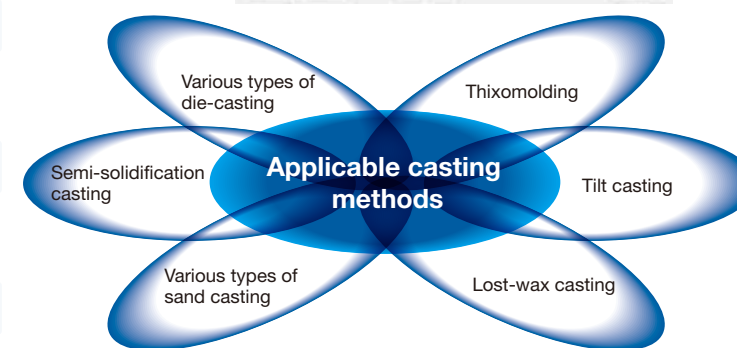 Various types of
die-casting
Thixomolding
Semi-solidification
casting
Applicable casting
methods
Tilt casting
Various types of
sand casting
Lost-wax casting